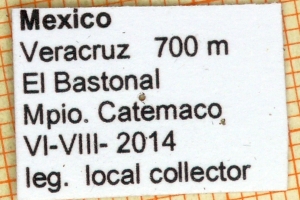 Mexico
Veracruz 700 m
El Bastonal
Mpio. Catemaco
VI-VIII- 2014
leg. local collector